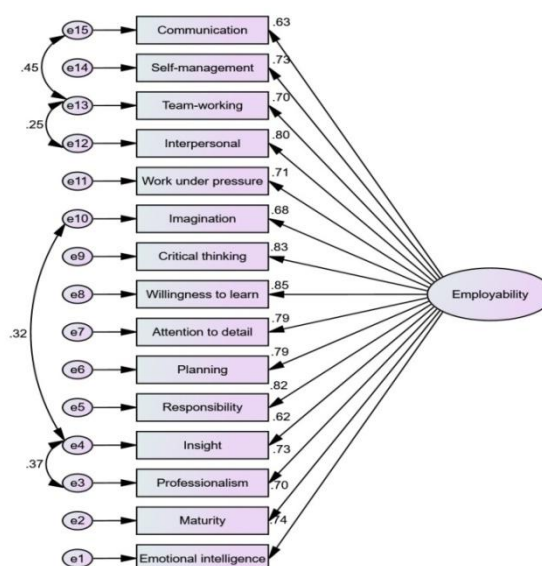 e15 Communication .63
e14 Self-management .73
.45
e13 Team-working .70
.25
e12 Interpersonal .80
e11 Work under pressure .71
e10 Imagination .68
e9 Critical thinking .83
e8 Willingness to learn .85
Employability
e7 Attention to detail .79
.32
e6 Planning .79
e5 Responsibility .82
.62
e4 Insight .73
.37
e3 Professionalism .70
e2 Maturity .74
e1 Emotional intelligence